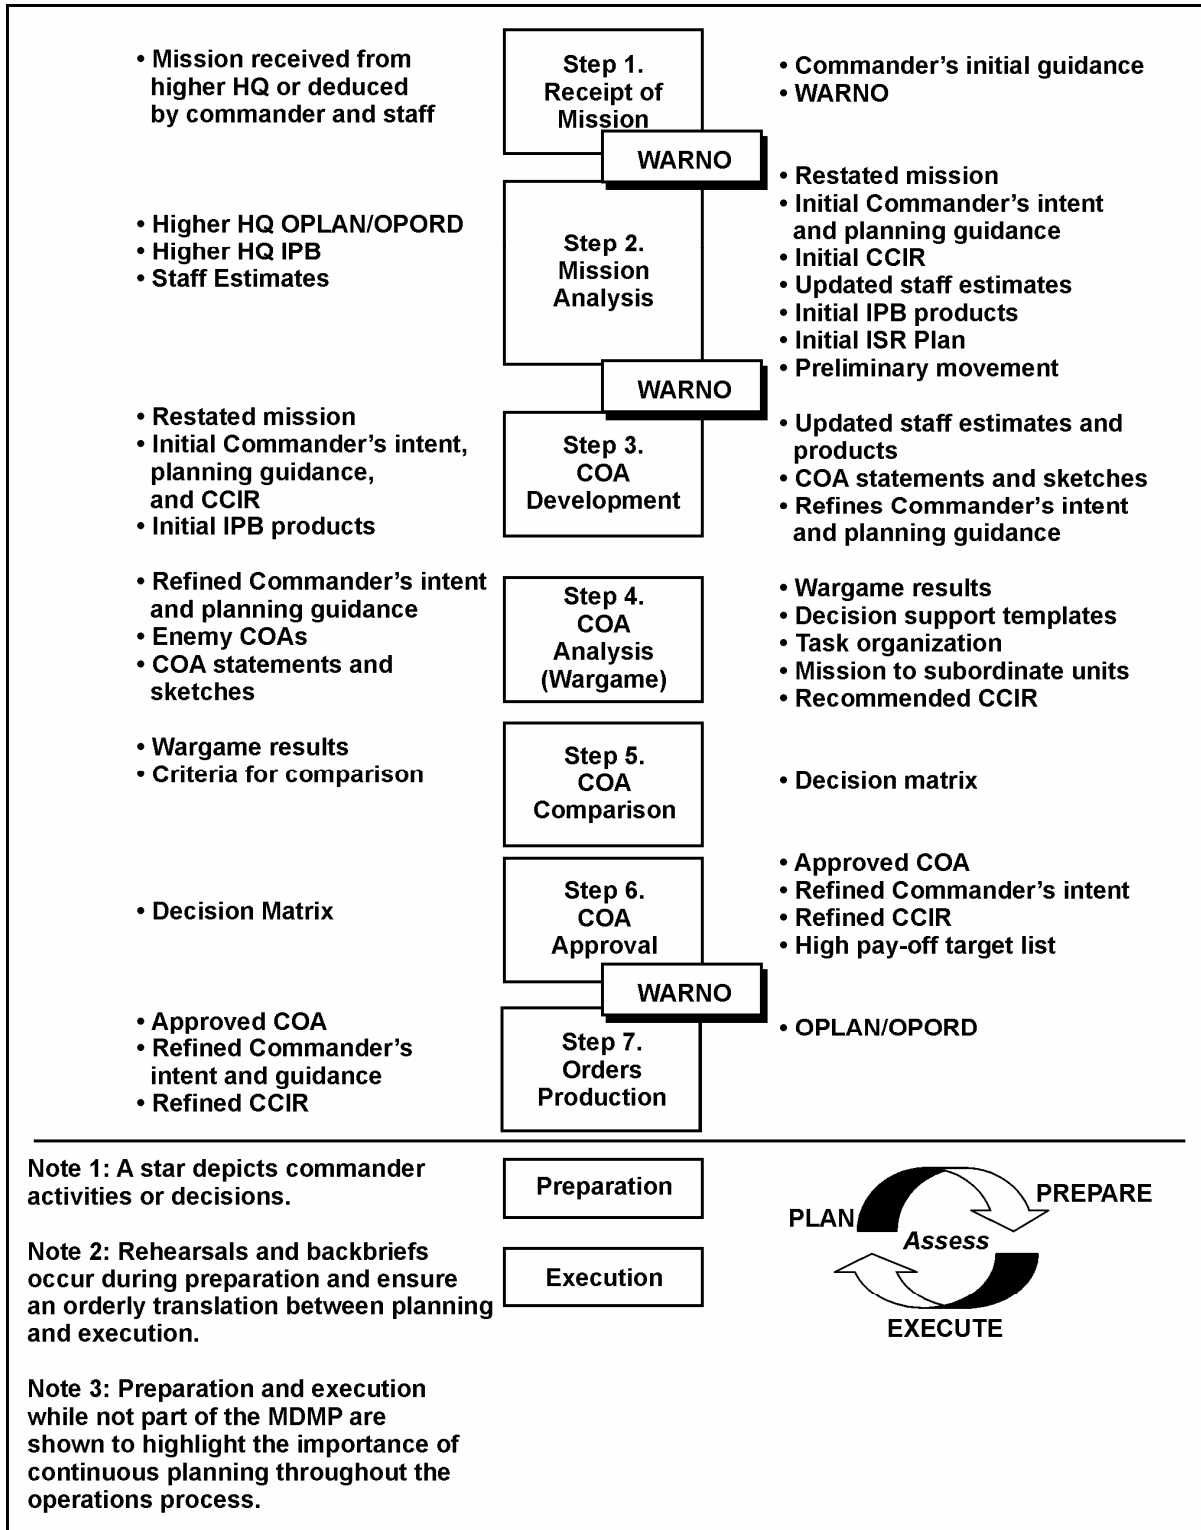 • Mission received from
higher HQ or deduced
by commander and staff
Step 1.
Receipt of
Mission
• Commander's initial guidance
• WARNO
WARNO
• Higher HQ OPLAN/OPORD
• Higher HQ IPB
• Staff Estimates
Step 2.
Mission
Analysis
• Restated mission
• Initial Commander's intent
and planning guidance
• Initial CCIR
• Updated staff estimates
• Initial IPB products
• Initial ISR Plan
• Preliminary movement
WARNO
• Restated mission
• Initial Commander's intent,
planning guidance,
and CCIR
• Initial IPB products
Step 3.
COA
Development
• Updated staff estimates and
products
• COA statements and sketches
• Refines Commander's intent
and planning guidance
• Refined Commander's intent
and planning guidance
• Enemy COAs
• COA statements and
sketches
Step 4.
COA
Analysis
(Wargame)
• Wargame results
• Decision support templates
• Task organization
• Mission to subordinate units
• Recommended CCIR
• Wargame results
• Criteria for comparison
Step 5.
COA
Comparison
• Decision matrix
• Decision Matrix
Step 6.
COA
Approval
• Approved COA
• Refined Commander's intent
• Refined CCIR
• High pay-off target list
WARNO
• Approved COA
• Refined Commander's
intent and guidance
• Refined CCIR
Step 7.
Orders
Production
• OPLAN/OPORD
Note 1: A star depicts commander
activities or decisions.
Note 2: Rehearsals and backbriefs
occur during preparation and ensure
an orderly translation between planning
and execution.
Note 3: Preparation and execution
while not part of the MDMP are
shown to highlight the importance of
continuous planning throughout the
operations process.
Preparation
Execution
PLAN
PREPARE
Assess
EXECUTE